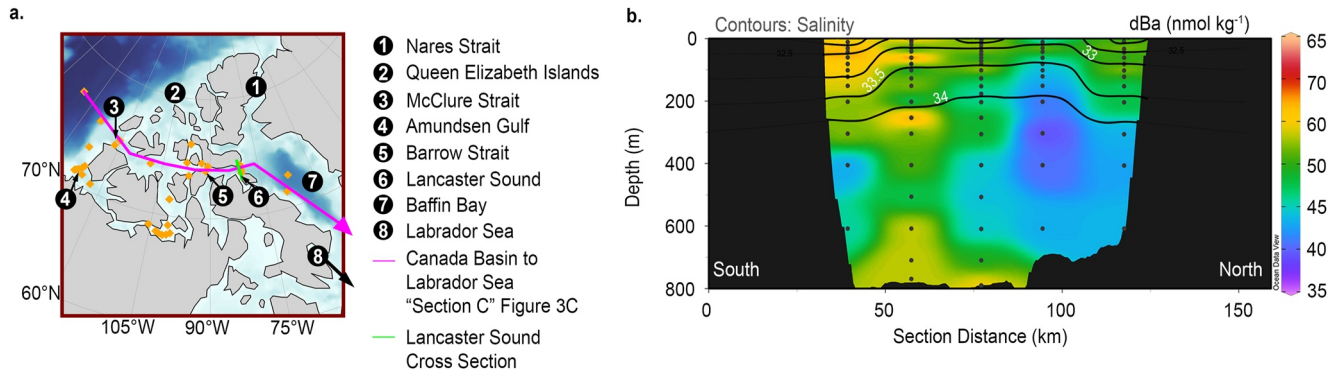 a.
1
2
3
4
5
6
7
8
70°N
60°N
105°W
90°W
75°W
1 Nares Strait
2 Queen Elizabeth Islands
3 McClure Strait
4 Amundsen Gulf
5 Barrow Strait
6 Lancaster Sound
7 Baffin Bay
8 Labrador Sea
Canada Basin to
Labrador Sea
“Section C” Figure 3C
Lancaster Sound
Cross Section
b.
Contours: Salinity
dBa (nmol kg-1)
0
200
400
600
800
Depth (m)
32.5
33
32.5
33.5
34
South
North
0
50
100
150
Section Distance (km)
65
60
55
50
45
40
35
Ocean Data View